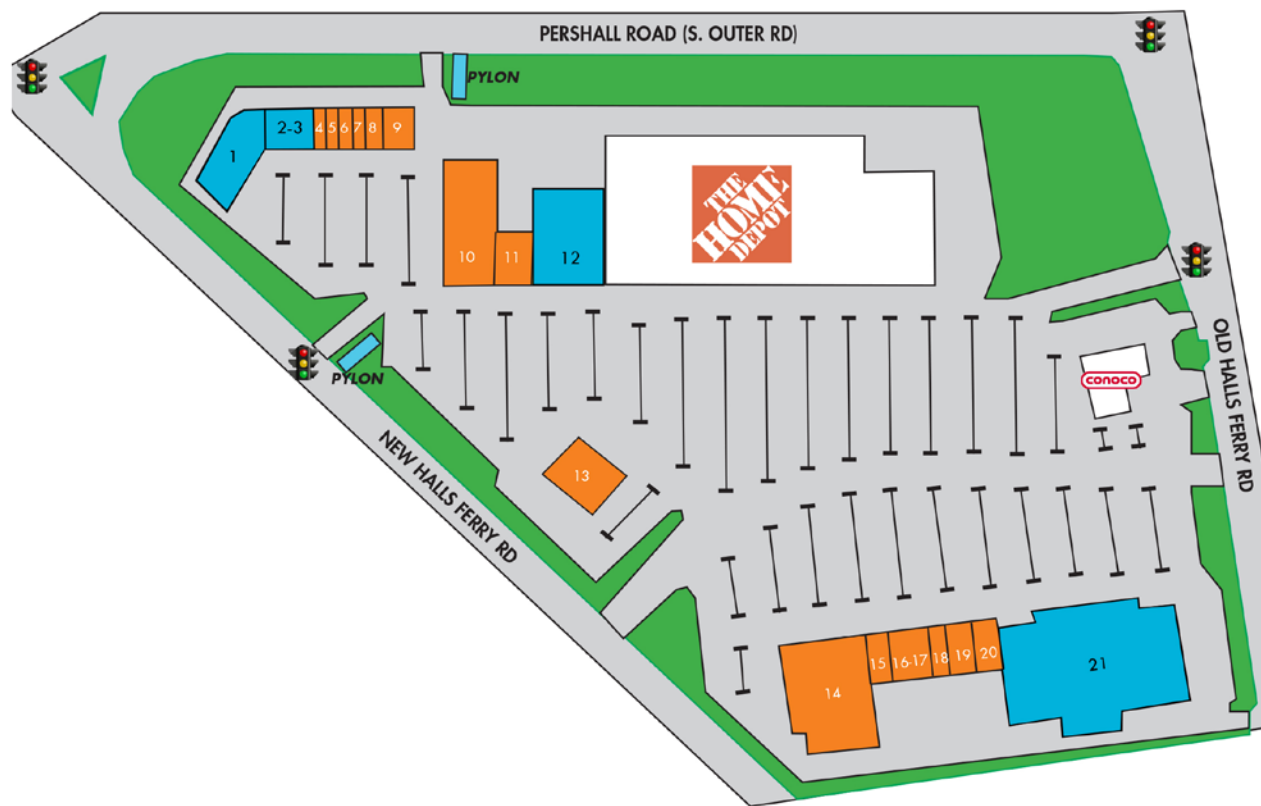 PERSHALL ROAD (S. OUTER RD)
PYLON
1
2-3
4
5
6
7
8
9
10
11
12
THE
HOME
DEPOT
OLD HALLS FERRY RD
conoco
PYLON
NEW HALLS FERRY RD
13
14
15
16-17
18
19
20
21